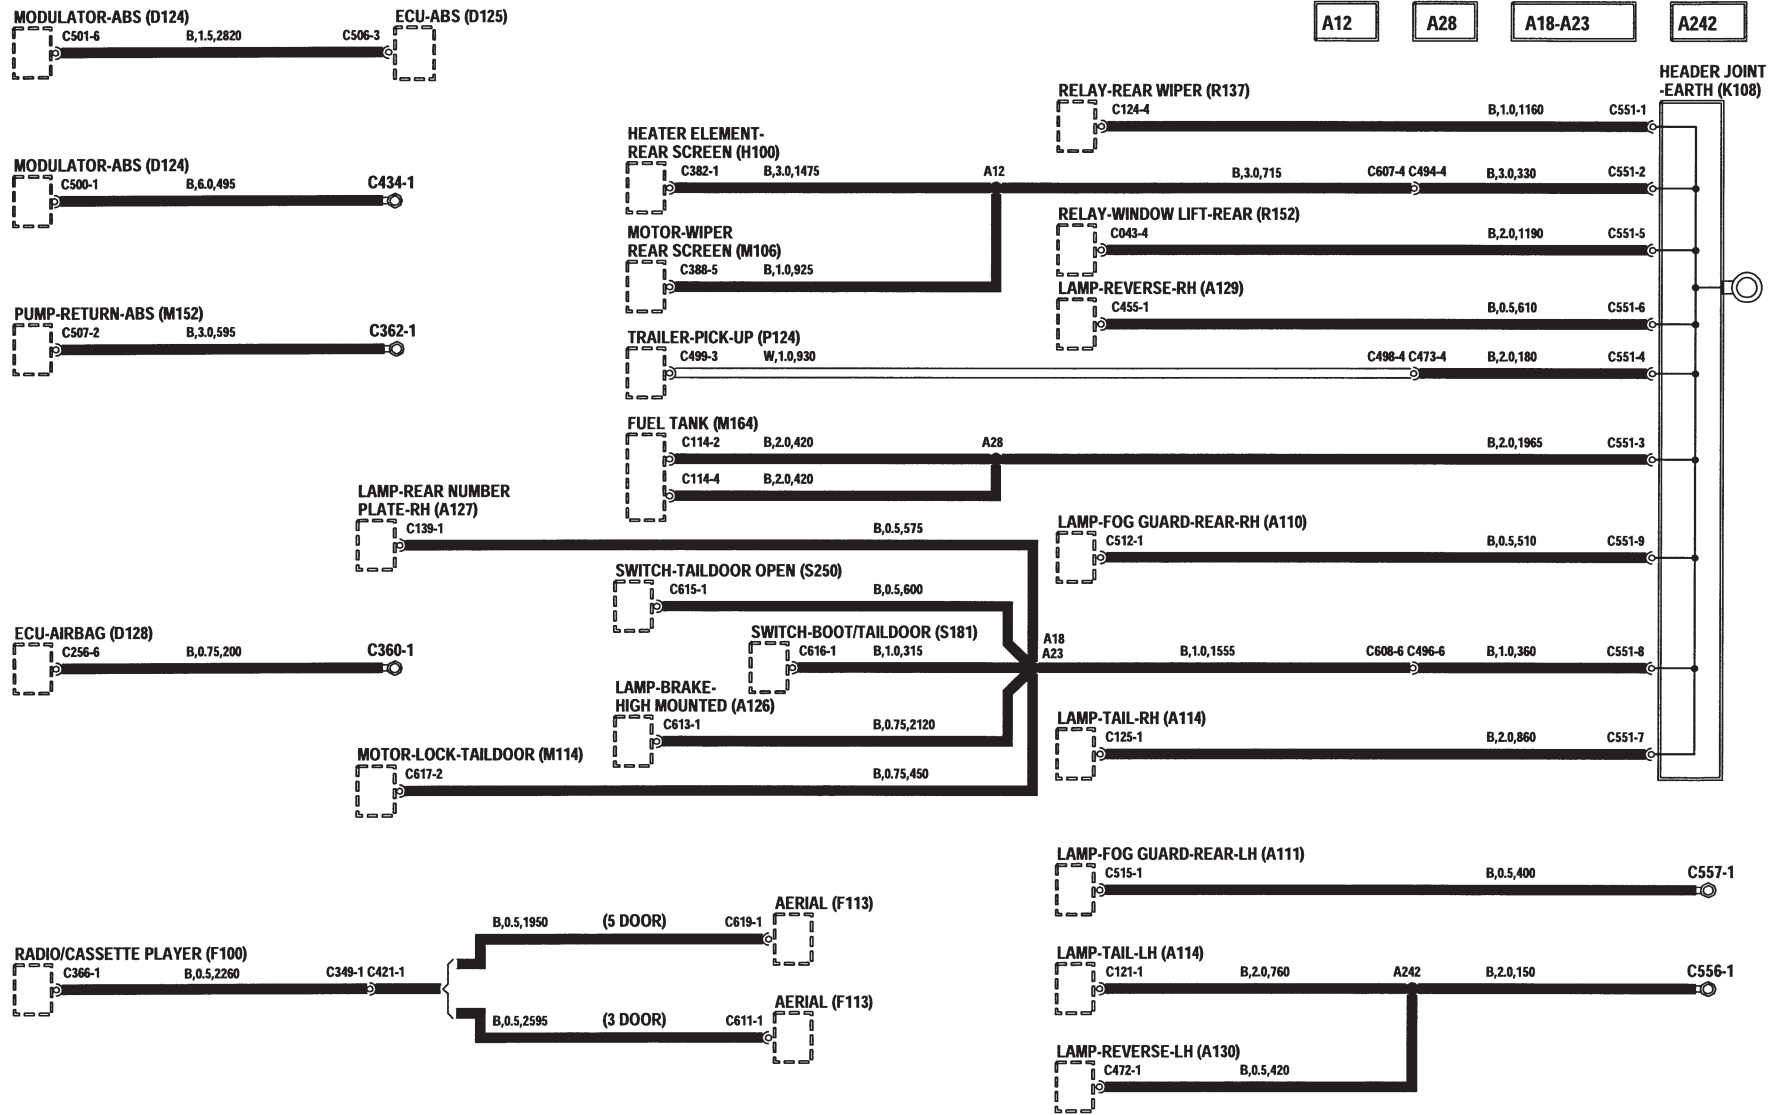 MODULATOR-ABS (D124)
C501-6
B,1.5,2820
C506-3
ECU-ABS (D125)
MODULATOR-ABS (D124)
C500-1
B,6.0,495
C434-1
PUMP-RETURN-ABS (M152)
C507-2
B,3.0,595
C362-1
ECU-AIRBAG (D128)
C256-6
B,0.75,200
C360-1
RADIO/CASSETTE PLAYER (F100)
C366-1
B,0.5,2260
C349-1 C421-1
B,0.5,1950
(5 DOOR)
C619-1
AERIAL (F113)
B,0.5,2595
(3 DOOR)
C611-1
AERIAL (F113)
HEATER ELEMENT-
REAR SCREEN (H100)
C382-1
B,3.0,1475
A12
B,3.0,715
C607-4 C494-4
B,3.0,330
C551-2
MOTOR-WIPER
REAR SCREEN (M106)
C388-5
B,1.0,925
TRAILER-PICK-UP (P124)
C499-3
W,1.0,930
C498-4 C473-4
B,2.0,180
C551-4
FUEL TANK (M164)
C114-2
B,2.0,420
A28
B,2.0,1965
C551-3
C114-4
B,2.0,420
LAMP-REAR NUMBER
PLATE-RH (A127)
C139-1
B,0.5,575
SWITCH-TAILDOOR OPEN (S250)
C615-1
B,0.5,600
SWITCH-BOOT/TAILDOOR (S181)
C616-1
B,1.0,315
A18
A23
B,1.0,1555
C608-6 C496-6
B,1.0,360
C551-8
LAMP-BRAKE-
HIGH MOUNTED (A126)
C613-1
B,0.75,2120
MOTOR-LOCK-TAILDOOR (M114)
C617-2
B,0.75,450
A12
A28
A18-A23
A242
HEADER JOINT
-EARTH (K108)
RELAY-REAR WIPER (R137)
C124-4
B,1.0,1160
C551-1
RELAY-WINDOW LIFT-REAR (R152)
C043-4
B,2.0,1190
C551-5
LAMP-REVERSE-RH (A129)
C455-1
B,0.5,610
C551-6
LAMP-FOG GUARD-REAR-RH (A110)
C512-1
B,0.5,510
C551-9
LAMP-TAIL-RH (A114)
C125-1
B,2.0,860
C551-7
LAMP-FOG GUARD-REAR-LH (A111)
C515-1
B,0.5,400
C557-1
LAMP-TAIL-LH (A114)
C121-1
B,2.0,760
A242
B,2.0,150
C556-1
LAMP-REVERSE-LH (A130)
C472-1
B,0.5,420